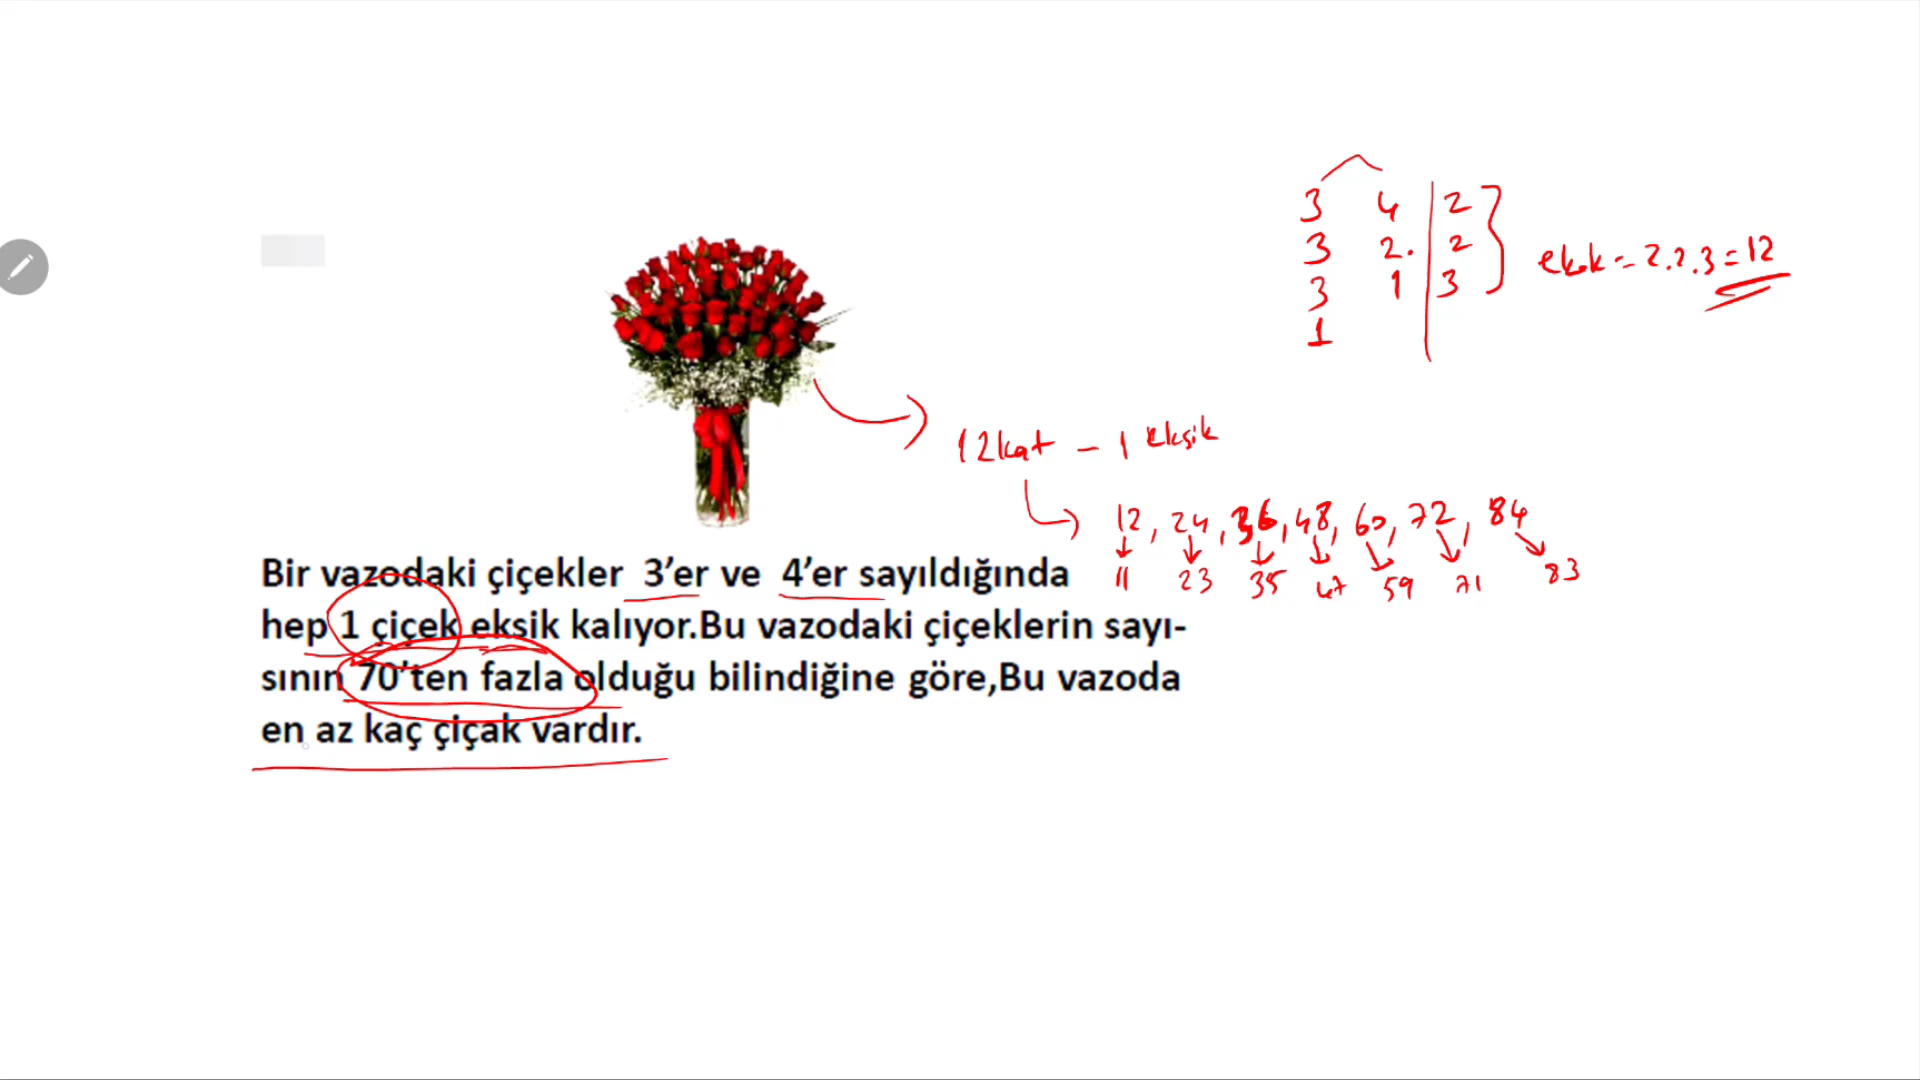 3 4 2
3 2. 2
3 1 3
1
ekok = 2.2.3 = 12
12kat - 1 eksik
12, 24, 36, 48, 60, 72, 84
11 23 35 47 59 71 83
Bir vazodaki çiçekler 3’er ve 4’er sayıldığında
hep 1 çiçek eksik kalıyor.Bu vazodaki çiçeklerin sayı-
sının 70’ten fazla olduğu bilindiğine göre,Bu vazoda
en az kaç çiçak vardır.